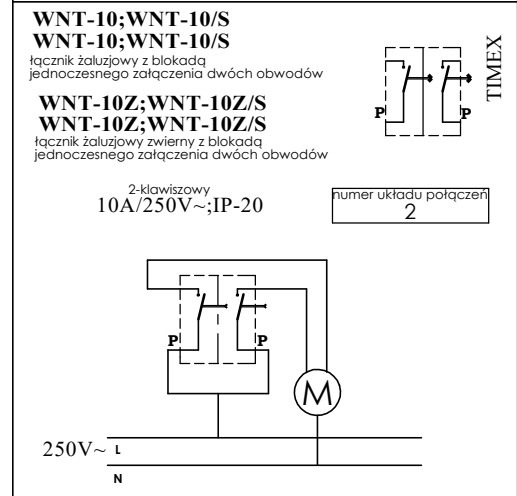 WNT-10;WNT-10/S
WNT-10;WNT-10/S
łącznik żaluzjowy z blokadą
jednoczesnego załączenia dwóch obwodów
WNT-10Z;WNT-10Z/S
WNT-10Z;WNT-10Z/S
łącznik żaluzjowy zwierny z blokadą
jednoczesnego załączenia dwóch obwodów
P P
TIMEX
2-klawiszowy
10A/250V~;IP-20
numer układu połączeń
2
P P
M
250V~ L
N